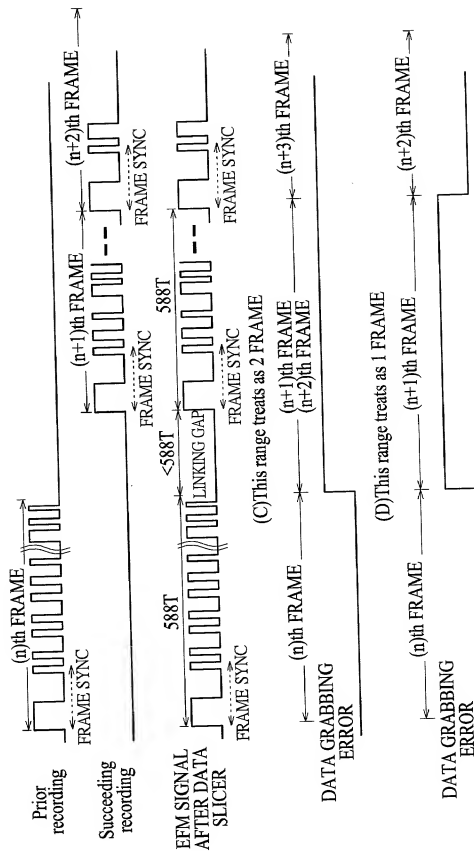 Prior
recording
(n)th FRAME
FRAME SYNC
Succeeding
recording
(n+1)th FRAME
(n+2)th FRAME
FRAME SYNC
FRAME SYNC
EFM SIGNAL
AFTER DATA
SLICER
588T
<588T
588T
LINKING GAP
FRAME SYNC
FRAME SYNC
FRAME SYNC
(C)This range treats as 2 FRAME
(n)th FRAME
(n+1)th FRAME
(n+2)th FRAME
(n+3)th FRAME
DATA GRABBING
ERROR
(D)This range treats as 1 FRAME
(n)th FRAME
(n+1)th FRAME
(n+2)th FRAME
DATA GRABBING
ERROR